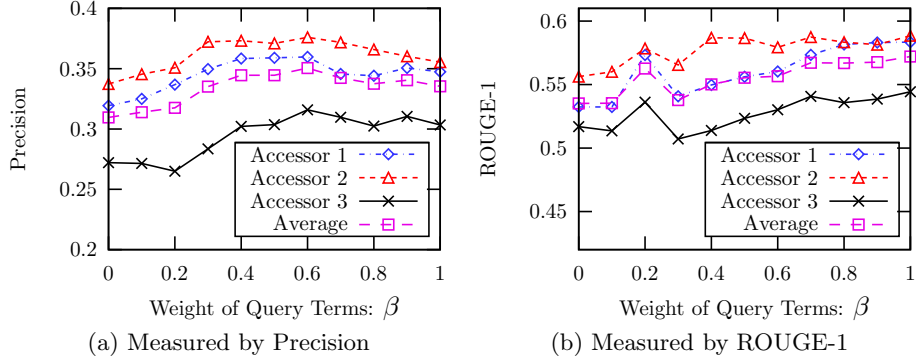 Precision
0.4
0.35
0.3
0.25
0.2
0 0.2 0.4 0.6 0.8 1
Weight of Query Terms: β
Accessor 1
Accessor 2
Accessor 3
Average
(a) Measured by Precision
ROUGE-1
0.6
0.55
0.5
0.45
0 0.2 0.4 0.6 0.8 1
Weight of Query Terms: β
Accessor 1
Accessor 2
Accessor 3
Average
(b) Measured by ROUGE-1